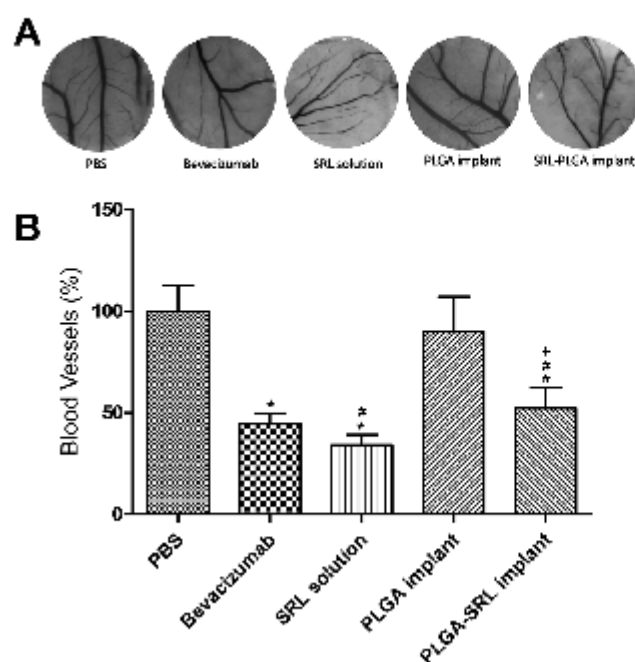 A
PBS
Bevacizumab
SRL solution
PLGA implant
SRL-PLGA implant
B
Blood Vessels (%)
150
100
50
0
*
PBS
Bevacizumab
SRL solution
PLGA implant
PLGA-SRL implant